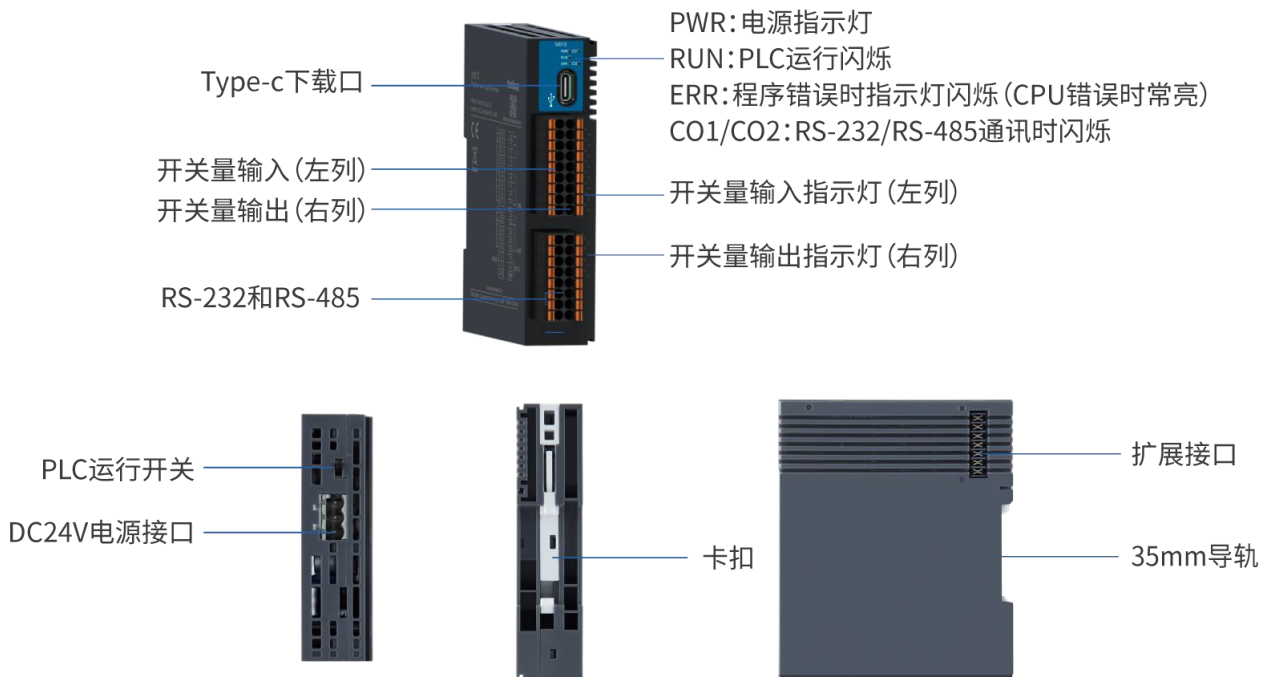 PWR：电源指示灯
RUN：PLC运行闪烁
ERR：程序错误时指示灯闪烁（CPU错误时常亮）
CO1/CO2：RS-232/RS-485通讯时闪烁
Type-c下载口
开关量输入（左列）
开关量输出（右列）
RS-232和RS-485
开关量输入指示灯（左列）
开关量输出指示灯（右列）
PLC运行开关
DC24V电源接口
卡扣
扩展接口
35mm导轨